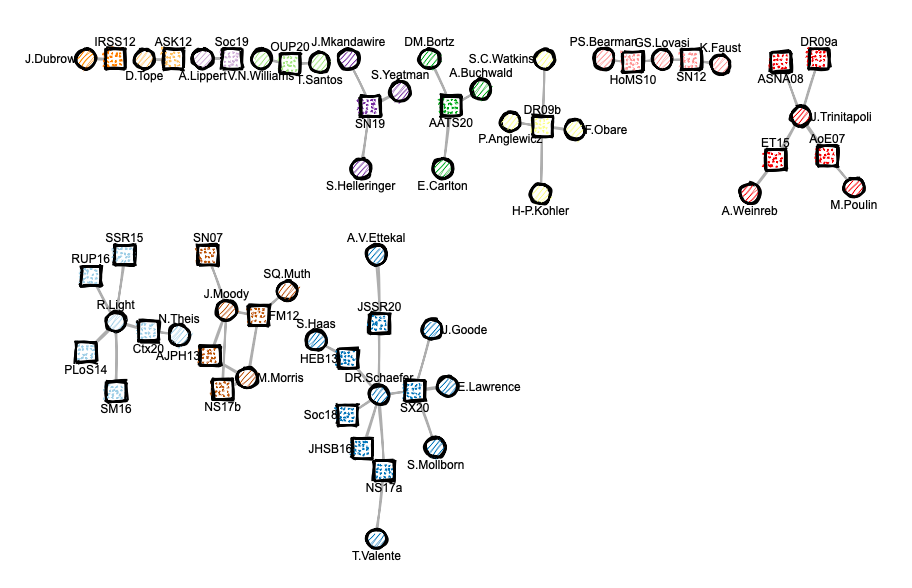 J.Dubrow
IRSS12
D.Tope
ASK12
A.Lippert
Soc19
V.N.Williams
OUP20
T.Santos
J.Mkandawire
S.Yeatman
SN19
S.Helleringer
DM.Bortz
A.Buchwald
AATS20
E.Carlton
S.C.Watkins
DR09b
P.Anglewicz
F.Obare
H-P.Kohler
PS.Bearman
HoMS10
GS.Lovasi
SN12
K.Faust
ASNA08
DR09a
J.Trinitapoli
ET15
AoE07
A.Weinreb
M.Poulin
SSR15
RUP16
R.Light
N.Theis
Ctx20
PLoS14
SM16
SN07
SQ.Muth
J.Moody
FM12
AJPH13
M.Morris
NS17b
A.V.Ettekal
JSSR20
S.Haas
HEB13
J.Goode
DR.Schaefer
E.Lawrence
SX20
Soc18
JHSB16
S.Mollborn
NS17a
T.Valente